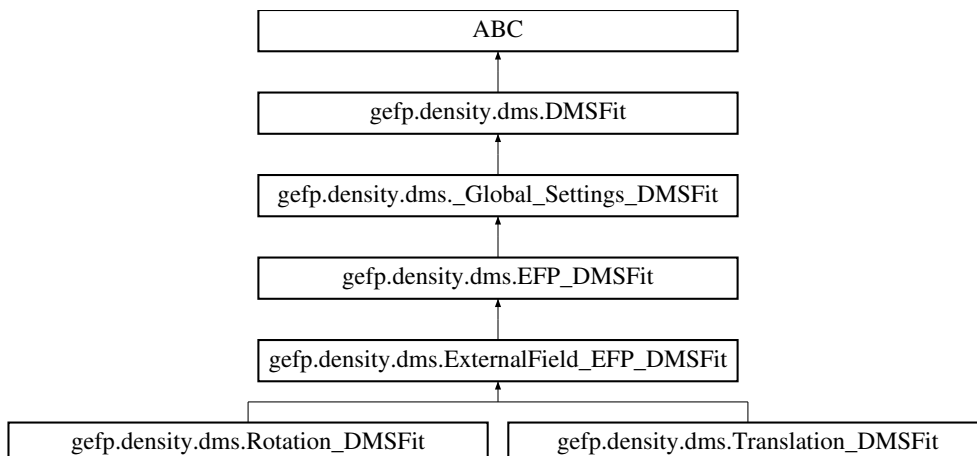 ABC
gefp.density.dms.DMSFit
gefp.density.dms._Global_Settings_DMSFit
gefp.density.dms.EFP_DMSFit
gefp.density.dms.ExternalField_EFP_DMSFit
gefp.density.dms.Rotation_DMSFit
gefp.density.dms.Translation_DMSFit